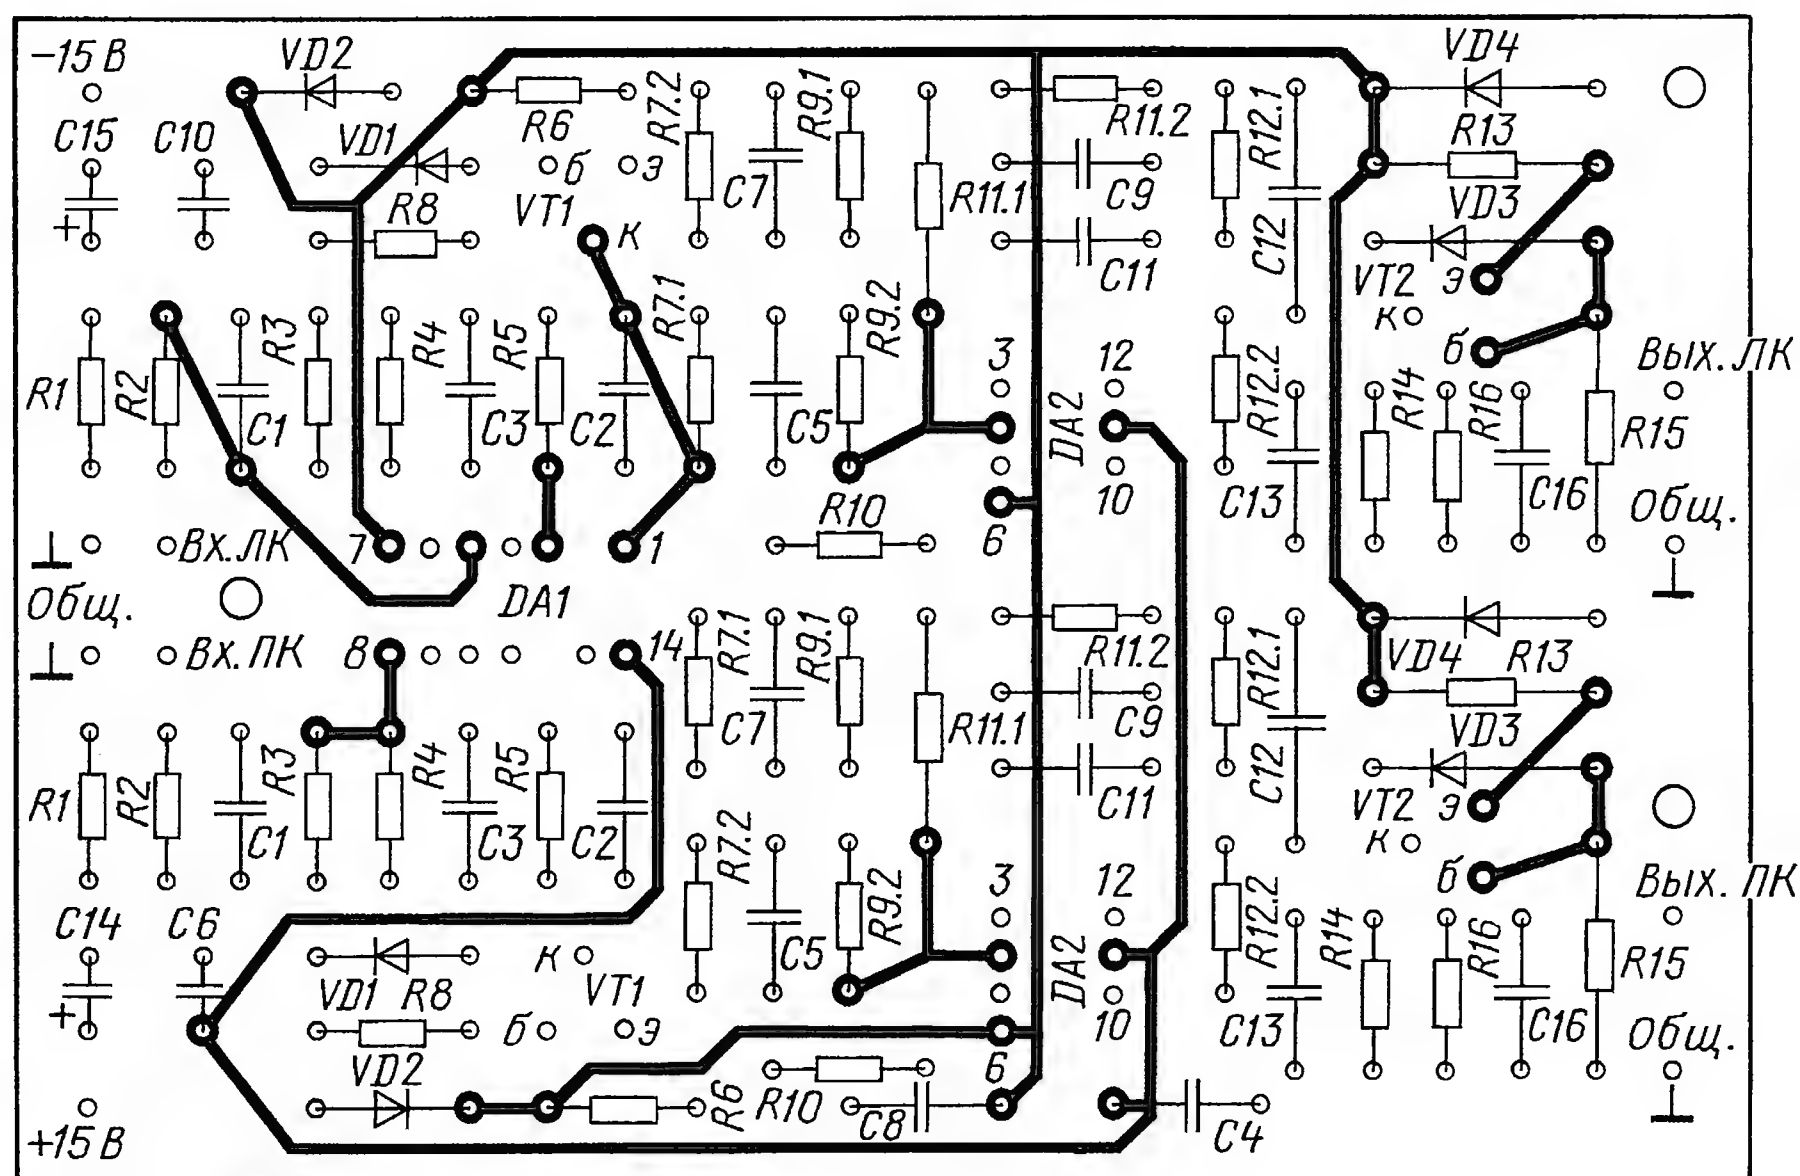 −15 В
VD2
VD4
C15
C10
VD1
R6
R7.2
R9.1
R11.2
R12.1
R13
б
э
C7
R11.1
C9
VD3
+
R8
VT1
к
C11
C12
VT2
э
к
R1
R2
C1
R3
R4
C3
R5
C2
R7.1
C5
R9.2
3
12
DA2
R12.2
б
Вых. ЛК
R14
R16
R15
10
C13
C16
Общ.
⊥
Вх. ЛК
7
1
R10
6
⊥
Общ.
DA1
⊥
Вх. ПК
8
14
R7.1
R9.1
R11.2
R12.1
VD4
R13
C7
R11.1
C9
VD3
R1
R2
C1
R3
R4
C3
R5
C2
C11
C12
VT2
э
к
R7.2
C5
R9.2
3
12
DA2
R12.2
б
Вых. ПК
C14
C6
к
R14
R16
R15
+
VD1
R8
VT1
б
э
10
C13
C16
Общ.
VD2
6
R6
R10
C8
C4
⊥
+15 В